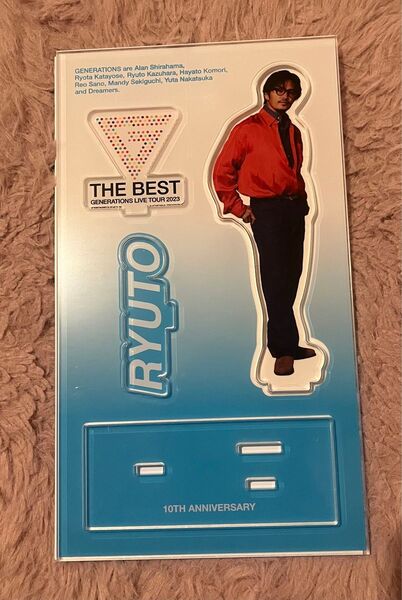 GENERATIONS are Alan Shirahama,
Ryota Katayose, Ryuto Kazuhara, Hayato Komori,
Reo Sano, Mandy Sekiguchi, Yuta Nakatsuka
and Dreamers.
THE BEST
GENERATIONS LIVE TOUR 2023
RYUTO
10TH ANNIVERSARY